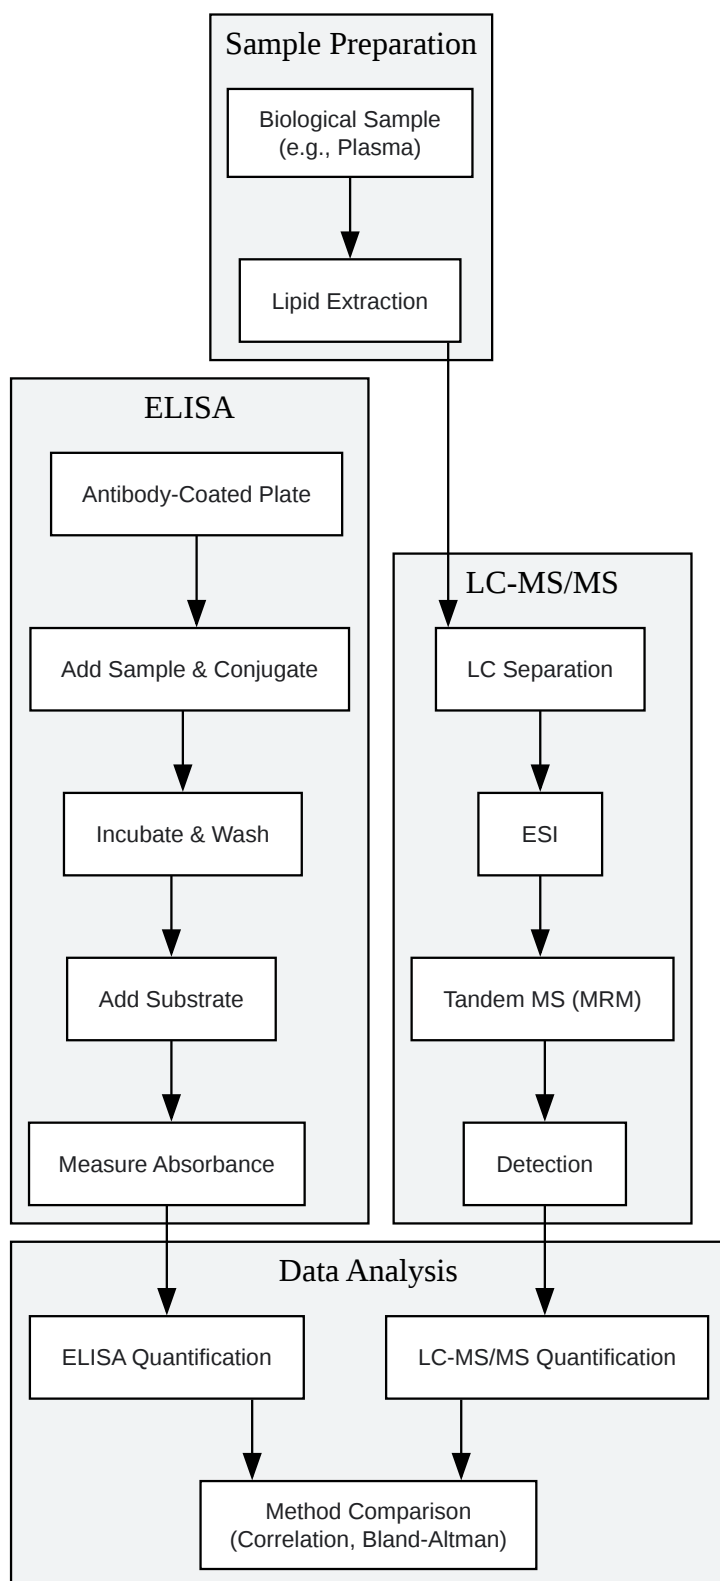 Sample Preparation
Biological Sample
(e.g., Plasma)
Lipid Extraction
ELISA
Antibody-Coated Plate
Add Sample & Conjugate
Incubate & Wash
Add Substrate
Measure Absorbance
LC-MS/MS
LC Separation
ESI
Tandem MS (MRM)
Detection
Data Analysis
ELISA Quantification
LC-MS/MS Quantification
Method Comparison
(Correlation, Bland-Altman)